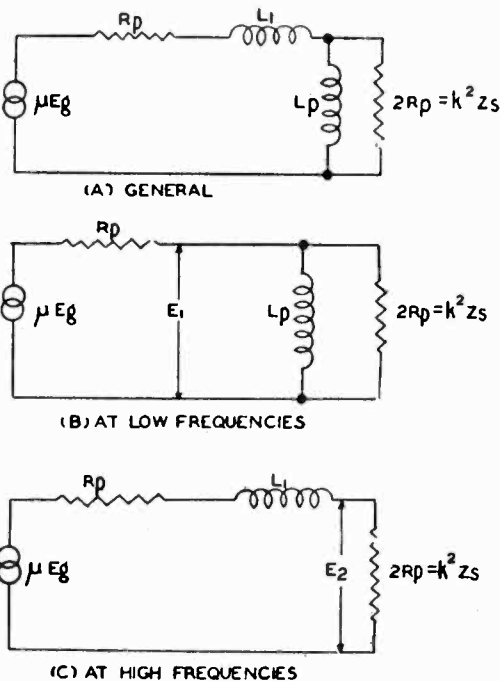 Rp L1
μEg Lp 2Rp=k²Zs
(A) GENERAL
Rp
μEg E1 Lp 2Rp=k²Zs
(B) AT LOW FREQUENCIES
Rp L1
μEg E2 2Rp=k²Zs
(C) AT HIGH FREQUENCIES